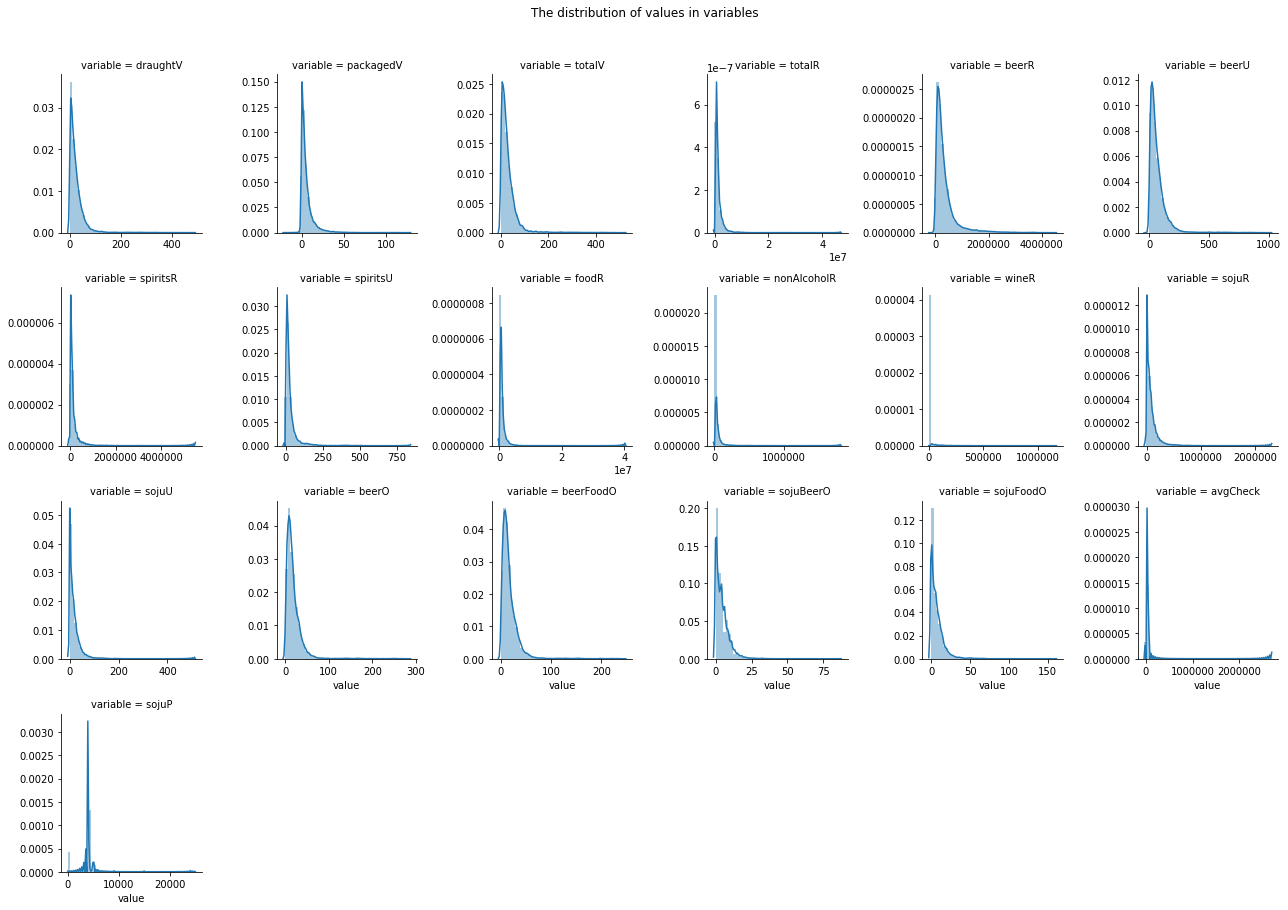 The distribution of values in variables
variable = draughtV
0.03
0.02
0.01
0.00
0 200 400
variable = packagedV
0.150
0.125
0.100
0.075
0.050
0.025
0.000
0 50 100
variable = totalV
0.025
0.020
0.015
0.010
0.005
0.000
0 200 400
1e−7
variable = totalR
6
4
2
0
0 2 4
1e7
variable = beerR
0.0000025
0.0000020
0.0000015
0.0000010
0.0000005
0.0000000
0 2000000 4000000
variable = beerU
0.012
0.010
0.008
0.006
0.004
0.002
0.000
0 500 1000
variable = spiritsR
0.000006
0.000004
0.000002
0.000000
0 2000000 4000000
variable = spiritsU
0.030
0.025
0.020
0.015
0.010
0.005
0.000
0 250 500 750
variable = foodR
0.0000008
0.0000006
0.0000004
0.0000002
0.0000000
0 2 4
1e7
variable = nonAlcoholR
0.000020
0.000015
0.000010
0.000005
0.000000
0 1000000
variable = wineR
0.00004
0.00003
0.00002
0.00001
0.00000
0 500000 1000000
variable = sojuR
0.000012
0.000010
0.000008
0.000006
0.000004
0.000002
0.000000
0 1000000 2000000
variable = sojuU
0.05
0.04
0.03
0.02
0.01
0.00
0 200 400
variable = beerO
0.04
0.03
0.02
0.01
0.00
0 100 200 300
value
variable = beerFoodO
0.04
0.03
0.02
0.01
0.00
0 100 200
value
variable = sojuBeerO
0.20
0.15
0.10
0.05
0.00
0 25 50 75
value
variable = sojuFoodO
0.12
0.10
0.08
0.06
0.04
0.02
0.00
0 50 100 150
value
variable = avgCheck
0.000030
0.000025
0.000020
0.000015
0.000010
0.000005
0.000000
0 1000000 2000000
value
variable = sojuP
0.0030
0.0025
0.0020
0.0015
0.0010
0.0005
0.0000
0 10000 20000
value